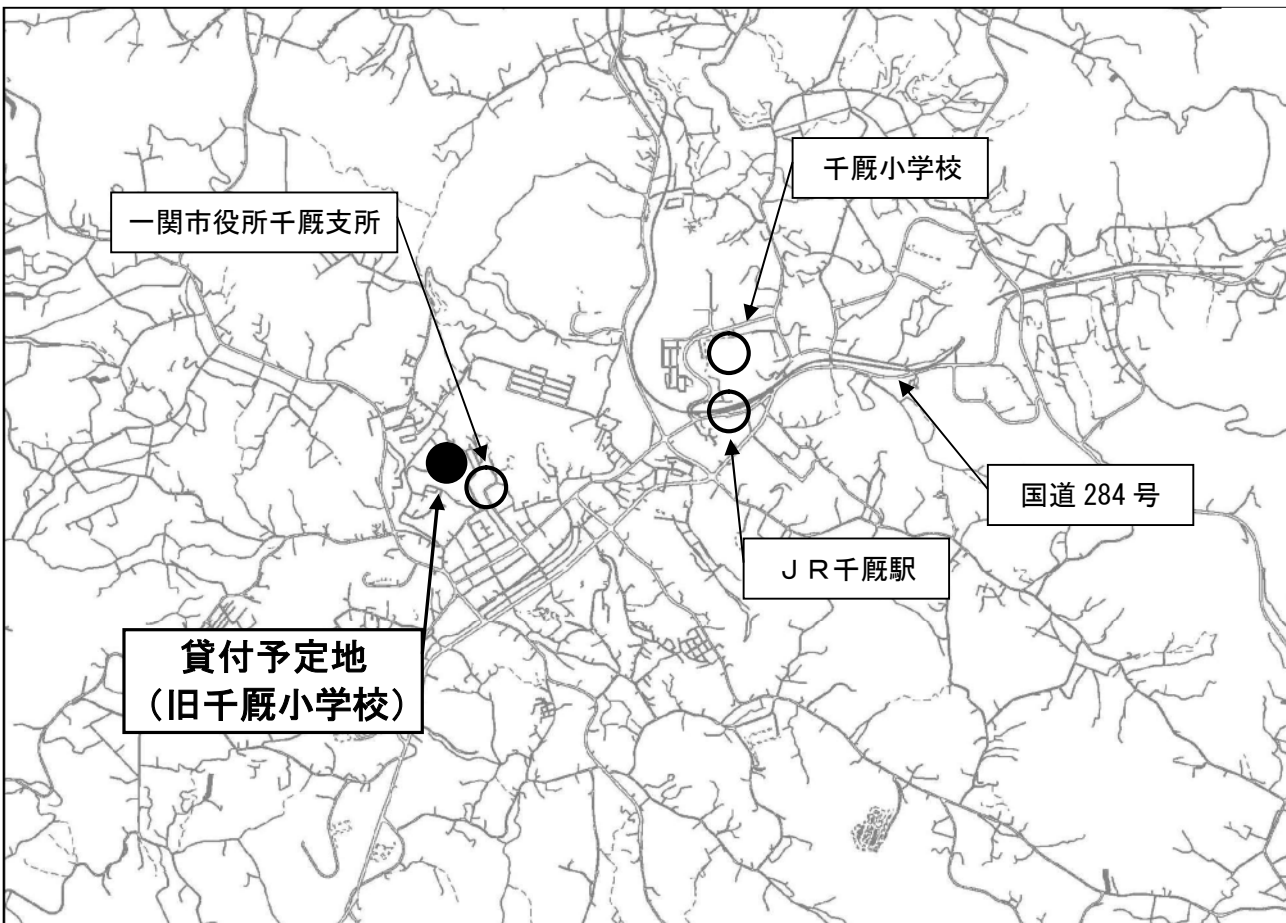 千厩小学校
一関市役所千厩支所
国道 284 号
ＪＲ千厩駅
貸付予定地
（旧千厩小学校）